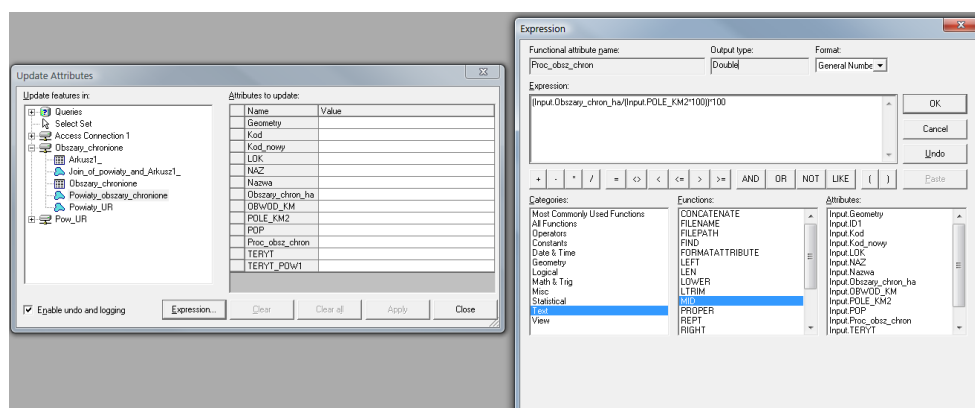 Update Attributes
Update features in:
Queries
Select Set
Access Connection 1
Obszary_chronione
Arkusz1_
Join_of_powiaty_and_Arkusz1_
Obszary_chronione
Powiaty_obszary_chronione
Powiaty_UR
Pow_UR
Attributes to update:
Name Value
Geometry
Kod
Kod_nowy
LOK
NAZ
Nazwa
Obszary_chron_ha
OBWOD_KM
POLE_KM2
POP
Proc_obsz_chron
TERYT
TERYT_POW1
Enable undo and logging
Expression... Clear Clear all Apply Close
Expression
Functional attribute name: Output type: Format:
Proc_obsz_chron Double General Numbe
Expression:
(Input.Obszary_chron_ha/(Input.POLE_KM2*100))*100
OK
Cancel
Undo
+ - * / = <> < <= > >= AND OR NOT LIKE ( ) Paste
Categories:
Most Commonly Used Functions
All Functions
Operators
Constants
Date & Time
Geometry
Logical
Math & Trig
Misc
Statistical
Text
View
Functions:
CONCATENATE
FILENAME
FILEPATH
FIND
FORMATATTRIBUTE
LEFT
LEN
LOWER
LTRIM
MID
PROPER
REPT
RIGHT
Attributes:
Input.Geometry
Input.ID1
Input.Kod
Input.Kod_nowy
Input.LOK
Input.NAZ
Input.Nazwa
Input.Obszary_chron_ha
Input.OBWOD_KM
Input.POLE_KM2
Input.POP
Input.Proc_obsz_chron
Input.TERYT